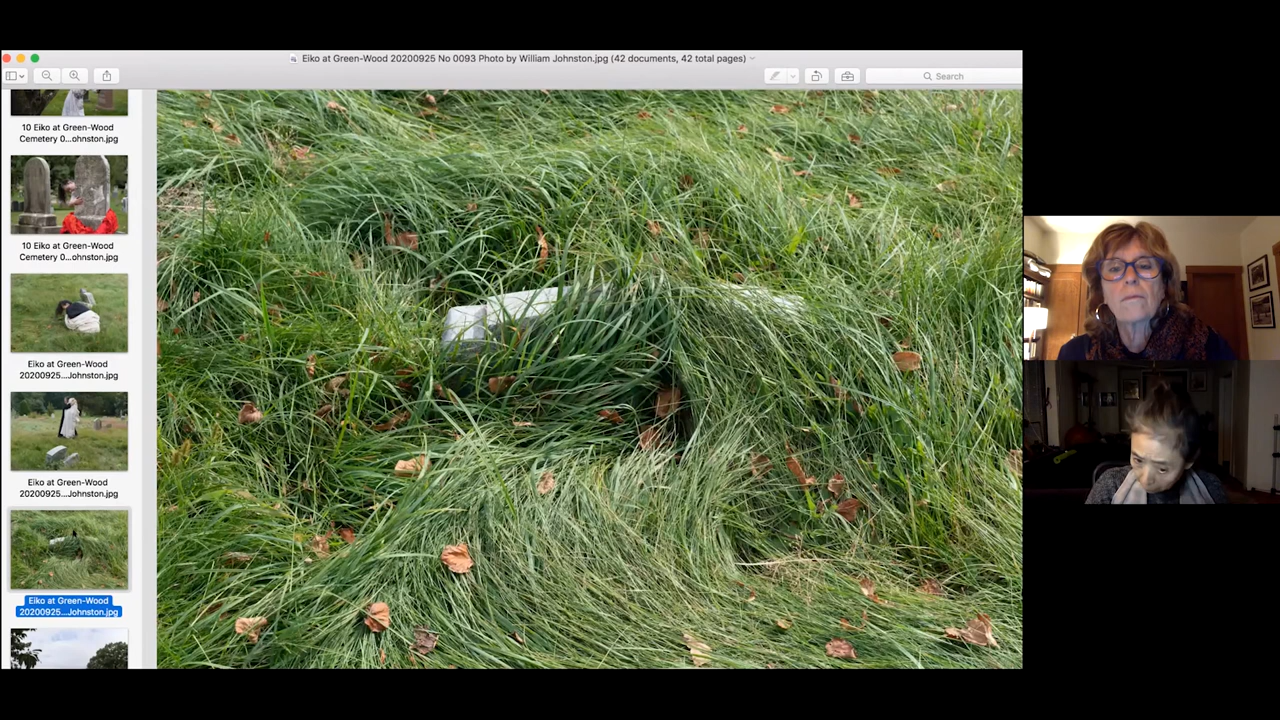 Eiko at Green-Wood 20200925 No 0093 Photo by William Johnston.jpg (42 documents, 42 total pages)
Search
10 Eiko at Green-Wood
Cemetery 0...ohnston.jpg
10 Eiko at Green-Wood
Cemetery 0...ohnston.jpg
Eiko at Green-Wood
20200925...Johnston.jpg
Eiko at Green-Wood
20200925...Johnston.jpg
Eiko at Green-Wood
20200925...Johnston.jpg